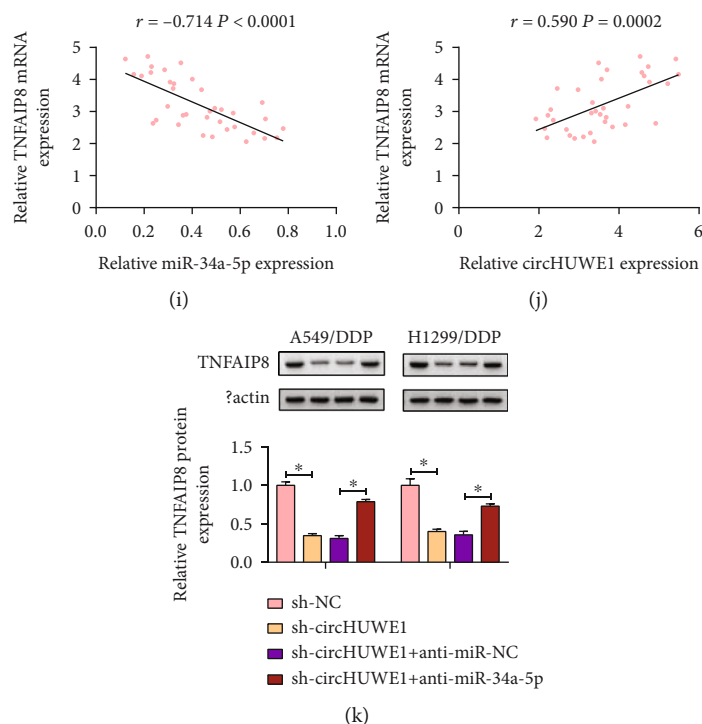 r = −0.714 P < 0.0001
Relative TNFAIP8 mRNA
expression
5
4
3
2
1
0
0.0 0.2 0.4 0.6 0.8 1.0
Relative miR-34a-5p expression
(i)
r = 0.590 P = 0.0002
Relative TNFAIP8 mRNA
expression
5
4
3
2
1
0
0 2 4 6
Relative circHUWE1 expression
(j)
A549/DDP H1299/DDP
TNFAIP8
?actin
Relative TNFAIP8 protein
expression
1.5
1.0
0.5
0.0
* * * *
sh-NC
sh-circHUWE1
sh-circHUWE1+anti-miR-NC
sh-circHUWE1+anti-miR-34a-5p
(k)